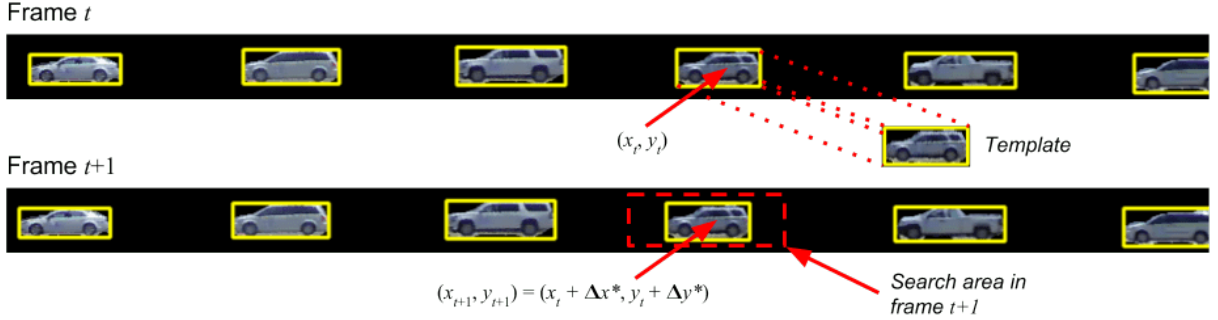 Frame t
(xₜ, yₜ)
Template
Frame t+1
(xₜ₊₁, yₜ₊₁) = (xₜ + Δx*, yₜ + Δy*)
Search area in
frame t+1